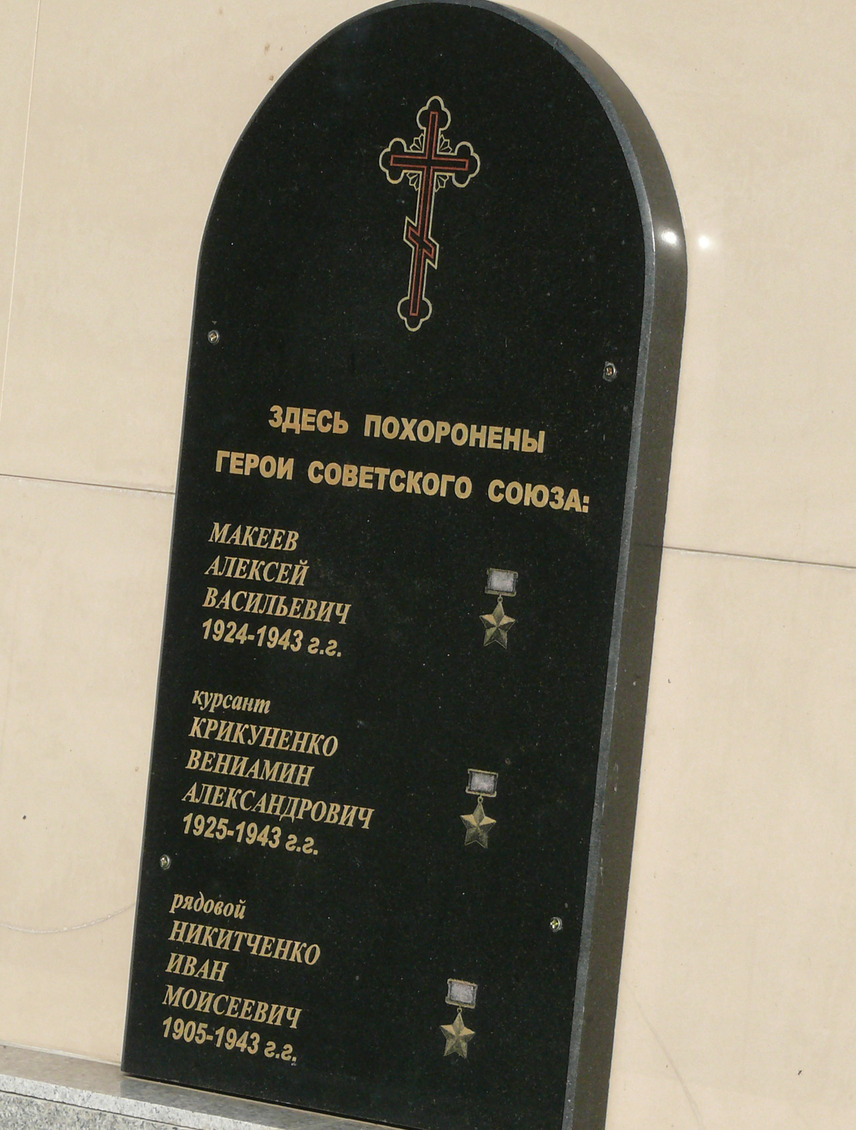 ЗДЕСЬ ПОХОРОНЕНЫ
ГЕРОИ СОВЕТСКОГО СОЮЗА:
МАКЕЕВ
АЛЕКСЕЙ
ВАСИЛЬЕВИЧ
1924-1943 г.г.
курсант
КРИКУНЕНКО
ВЕНИАМИН
АЛЕКСАНДРОВИЧ
1925-1943 г.г.
рядовой
НИКИТЧЕНКО
ИВАН
МОИСЕЕВИЧ
1905-1943 г.г.